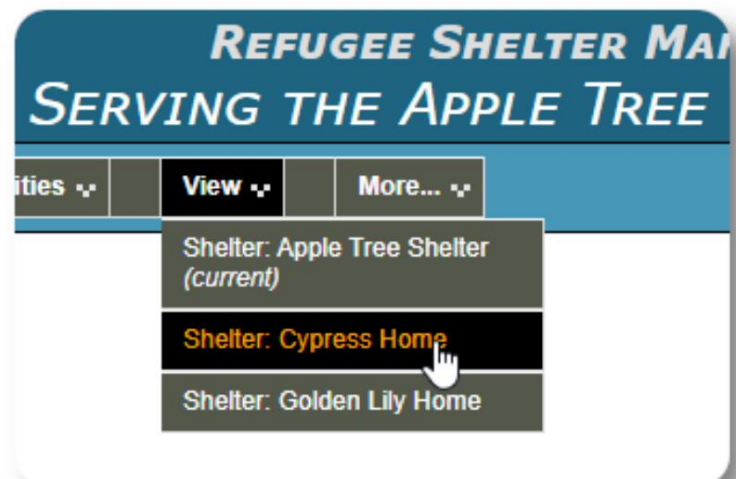 REFUGEE SHELTER MA
SERVING THE APPLE TREE
ities View More...
Shelter: Apple Tree Shelter
(current)
Shelter: Cypress Home
Shelter: Golden Lily Home